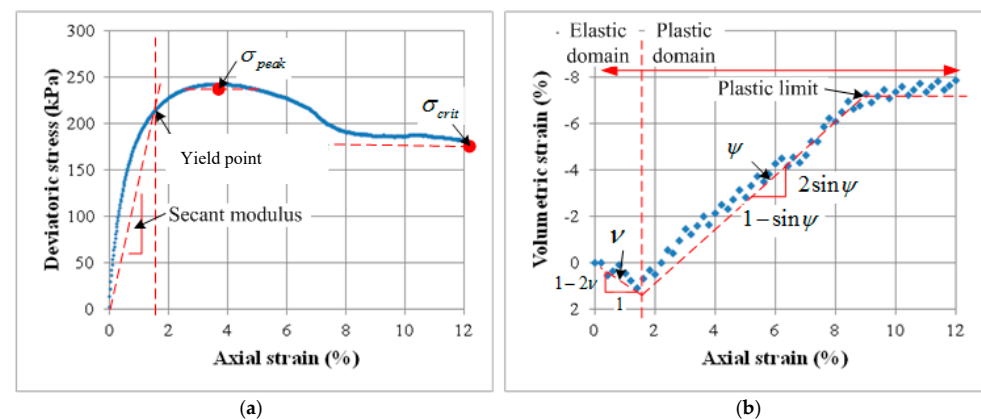 (a)
300
250
200
150
100
50
0
Deviatoric stress (kPa)
σpeak
σcrit
Yield point
Secant modulus
0 2 4 6 8 10 12
Axial strain (%)
(a)
(b)
Elastic domain
Plastic domain
-8
-6
-4
-2
0
2
Volumetric strain (%)
Plastic limit
ψ
2sinψ
1−sinψ
ν
1−2ν
1
0 2 4 6 8 10 12
Axial strain (%)
(b)